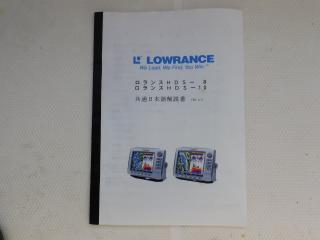 LOWRANCE
We Lead. We Find. You Win.™
ロランスHDS－ 8
ロランスHDS－10
共通日本語解説書